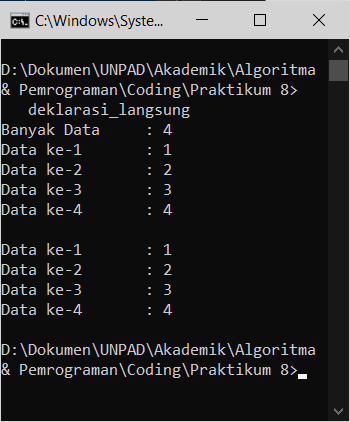 C:\Windows\Syste...
D:\Dokumen\UNPAD\Akademik\Algoritma
& Pemrograman\Coding\Praktikum 8>
deklarasi_langsung
Banyak Data : 4
Data ke-1 : 1
Data ke-2 : 2
Data ke-3 : 3
Data ke-4 : 4
Data ke-1 : 1
Data ke-2 : 2
Data ke-3 : 3
Data ke-4 : 4
D:\Dokumen\UNPAD\Akademik\Algoritma
& Pemrograman\Coding\Praktikum 8>